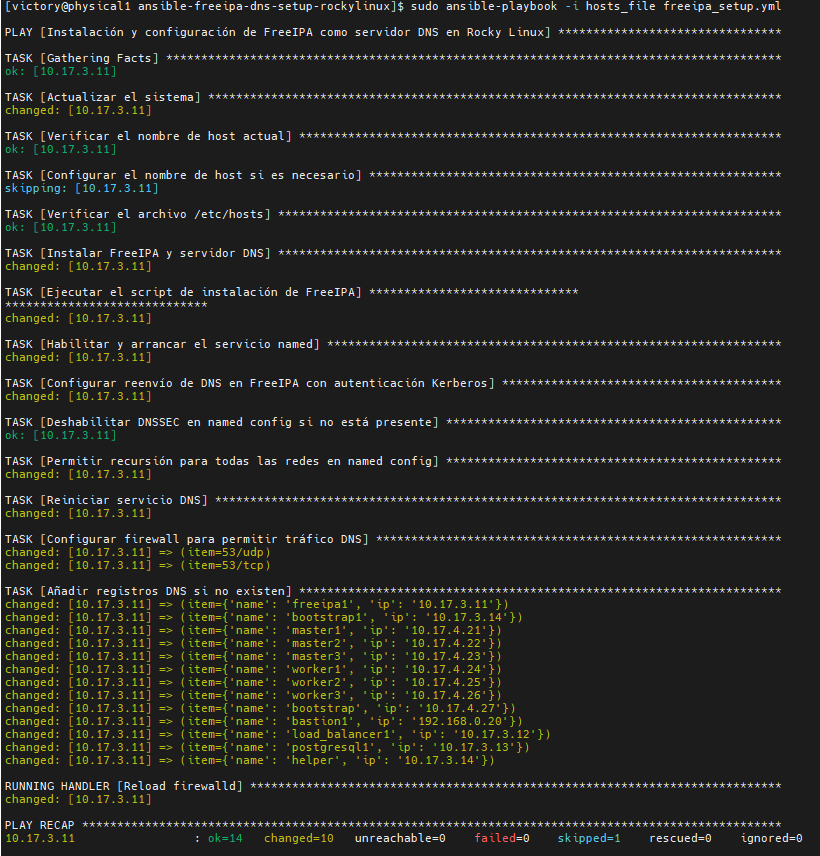 [victory@physical1 ansible-freeipa-dns-setup-rockylinux]$ sudo ansible-playbook -i hosts_file freeipa_setup.yml
PLAY [Instalación y configuración de FreeIPA como servidor DNS en Rocky Linux] ********************************
TASK [Gathering Facts] ****************************************************************************************
ok: [10.17.3.11]
TASK [Actualizar el sistema] **********************************************************************************
changed: [10.17.3.11]
TASK [Verificar el nombre de host actual] *********************************************************************
ok: [10.17.3.11]
TASK [Configurar el nombre de host si es necesario] ***********************************************************
skipping: [10.17.3.11]
TASK [Verificar el archivo /etc/hosts] ************************************************************************
ok: [10.17.3.11]
TASK [Instalar FreeIPA y servidor DNS] ************************************************************************
changed: [10.17.3.11]
TASK [Ejecutar el script de instalación de FreeIPA] ******************************
*****************************
changed: [10.17.3.11]
TASK [Habilitar y arrancar el servicio named] *****************************************************************
changed: [10.17.3.11]
TASK [Configurar reenvío de DNS en FreeIPA con autenticación Kerberos] ****************************************
changed: [10.17.3.11]
TASK [Deshabilitar DNSSEC en named config si no está presente] ************************************************
ok: [10.17.3.11]
TASK [Permitir recursión para todas las redes en named config] ************************************************
changed: [10.17.3.11]
TASK [Reiniciar servicio DNS] *********************************************************************************
changed: [10.17.3.11]
TASK [Configurar firewall para permitir tráfico DNS] **********************************************************
changed: [10.17.3.11] => (item=53/udp)
changed: [10.17.3.11] => (item=53/tcp)
TASK [Añadir registros DNS si no existen] *********************************************************************
changed: [10.17.3.11] => (item={'name': 'freeipa1', 'ip': '10.17.3.11'})
changed: [10.17.3.11] => (item={'name': 'bootstrap1', 'ip': '10.17.3.14'})
changed: [10.17.3.11] => (item={'name': 'master1', 'ip': '10.17.4.21'})
changed: [10.17.3.11] => (item={'name': 'master2', 'ip': '10.17.4.22'})
changed: [10.17.3.11] => (item={'name': 'master3', 'ip': '10.17.4.23'})
changed: [10.17.3.11] => (item={'name': 'worker1', 'ip': '10.17.4.24'})
changed: [10.17.3.11] => (item={'name': 'worker2', 'ip': '10.17.4.25'})
changed: [10.17.3.11] => (item={'name': 'worker3', 'ip': '10.17.4.26'})
changed: [10.17.3.11] => (item={'name': 'bootstrap', 'ip': '10.17.4.27'})
changed: [10.17.3.11] => (item={'name': 'bastion1', 'ip': '192.168.0.20'})
changed: [10.17.3.11] => (item={'name': 'load_balancer1', 'ip': '10.17.3.12'})
changed: [10.17.3.11] => (item={'name': 'postgresql1', 'ip': '10.17.3.13'})
changed: [10.17.3.11] => (item={'name': 'helper', 'ip': '10.17.3.14'})
RUNNING HANDLER [Reload firewalld] ****************************************************************************
changed: [10.17.3.11]
PLAY RECAP ****************************************************************************************************
10.17.3.11                 : ok=14   changed=10   unreachable=0    failed=0    skipped=1    rescued=0    ignored=0